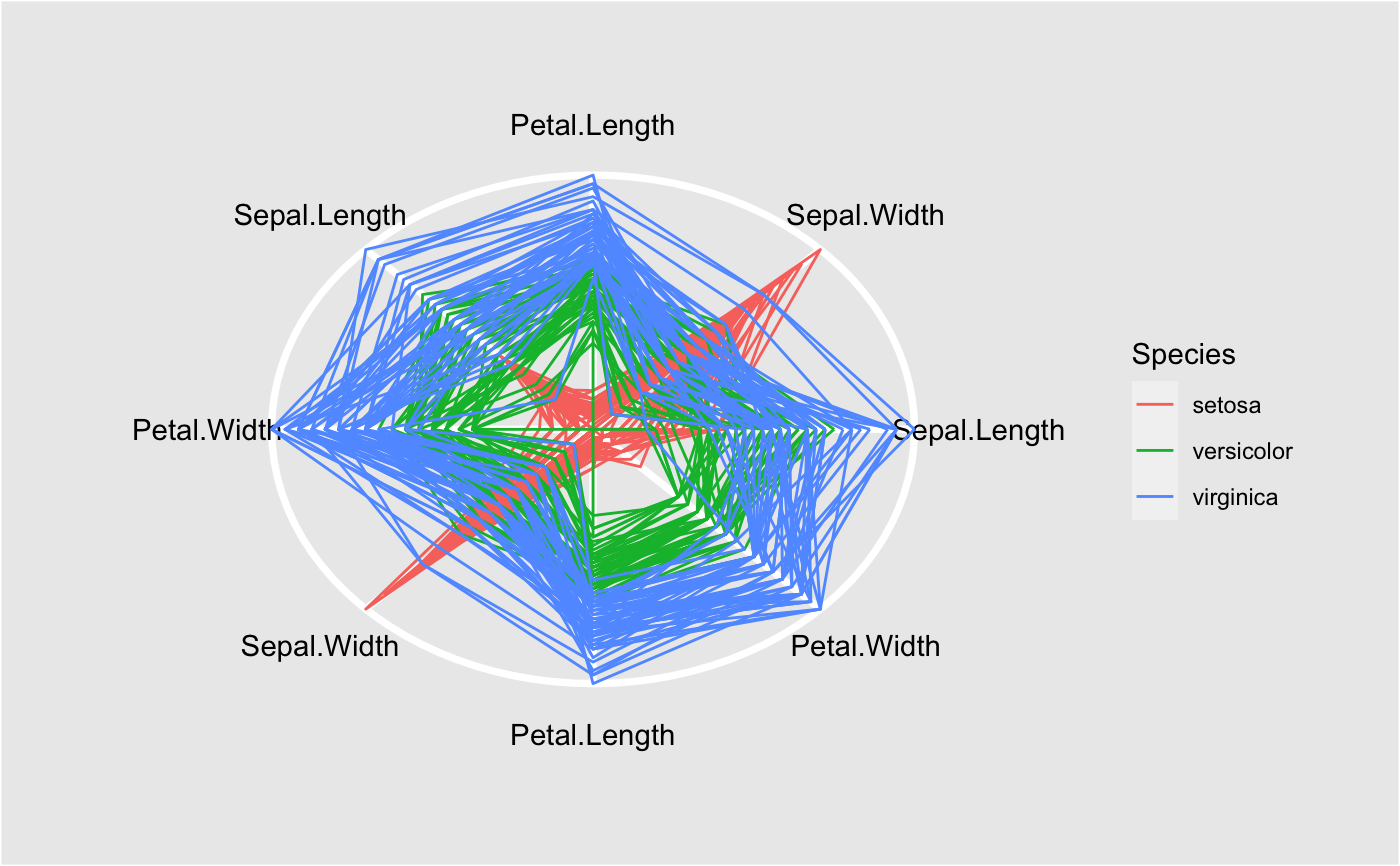 Petal.Length
Sepal.Length
Sepal.Width
Petal.Width
Sepal.Length
Sepal.Width
Petal.Width
Petal.Length
Species
setosa
versicolor
virginica